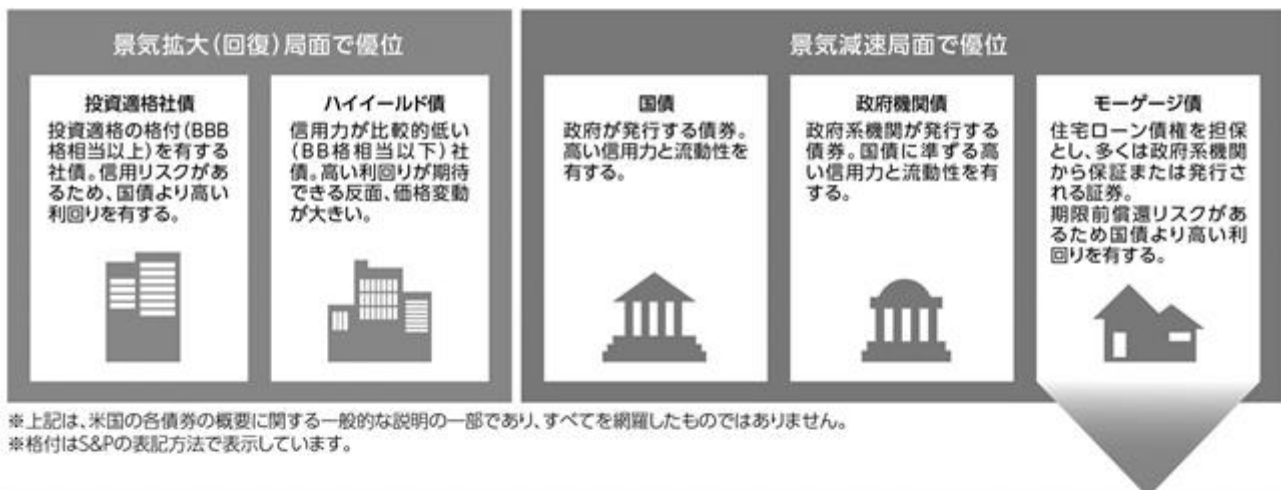 景気拡大(回復)局面で優位
投資適格社債
投資適格の格付(BBB
格相当以上)を有する
社債。信用リスクがあ
るため、国債より高い
利回りを有する。
ハイイールド債
信用力が比較的低い
(BB格相当以下)社
債。高い利回りが期待
できる反面、価格変動
が大きい。
景気減速局面で優位
国債
政府が発行する債券。
高い信用力と流動性を
有する。
政府機関債
政府系機関が発行する
債券。国債に準ずる高
い信用力と流動性を有
する。
モーゲージ債
住宅ローン債権を担保
とし、多くは政府系機関
から保証または発行さ
れる証券。
期限前償還リスクがあ
るため国債より高い利
回りを有する。
※上記は、米国の各債券の概要に関する一般的な説明の一部であり、すべてを網羅したものではありません。
※格付はS&Pの表記方法で表示しています。